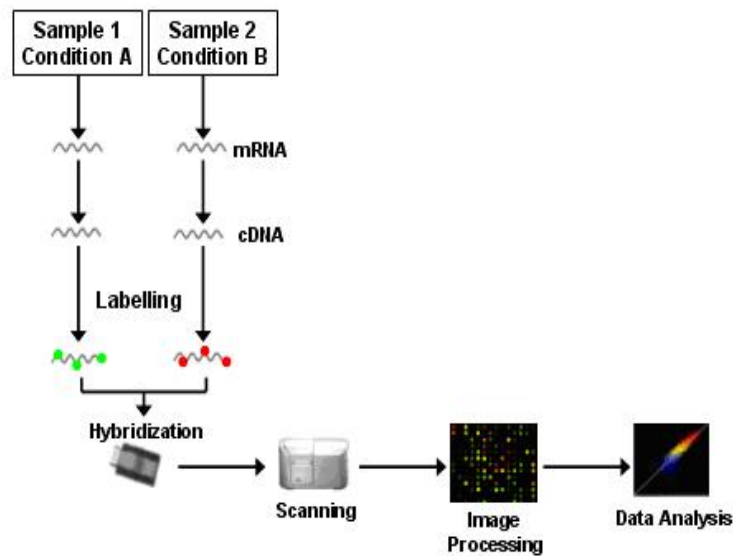 Sample 1
Condition A
Sample 2
Condition B
mRNA
cDNA
Labelling
Hybridization
Scanning
Image
Processing
Data Analysis